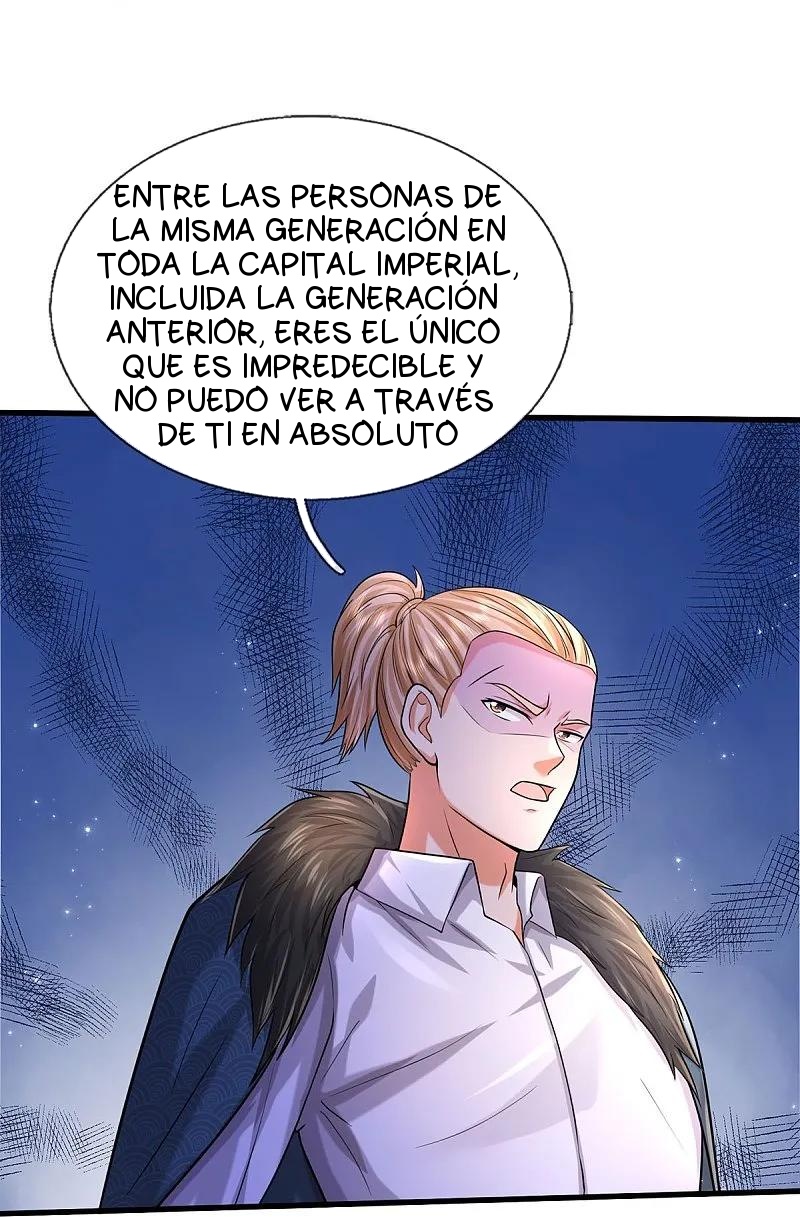 ENTRE LAS PERSONAS DE
LA MISMA GENERACIÓN EN
TODA LA CAPITAL IMPERIAL,
INCLUIDA LA GENERACIÓN
ANTERIOR, ERES EL ÚNICO
QUE ES IMPREDECIBLE Y
NO PUEDO VER A TRAVÉS
DE TI EN ABSOLUTO